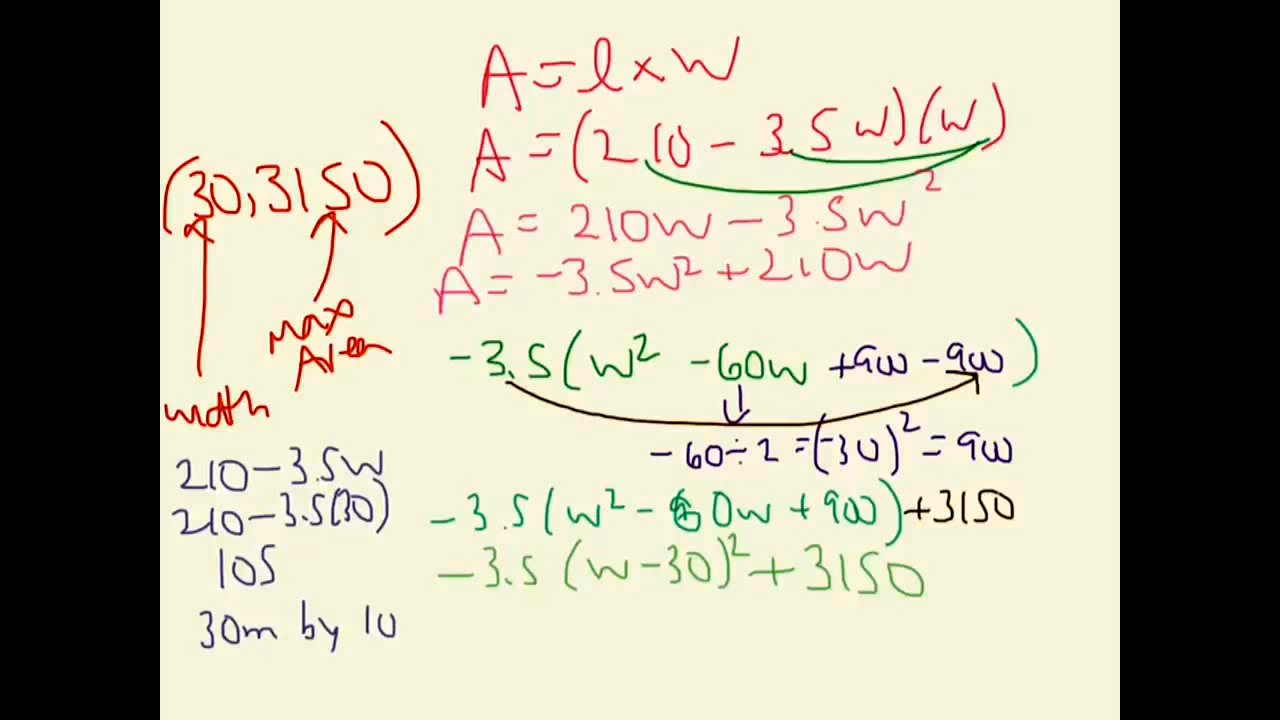 A = l x W
A = (210 - 3.5W)(W)
A = 210W - 3.5W²
A = -3.5W² + 210W
(30, 3150)
Max
Area
width
-3.5(W² - 60W + 900 - 900)
-60 ÷ 2 = (-30)² = 900
-3.5(W² - 60W + 900) + 3150
-3.5(W - 30)² + 3150
210 - 3.5W
210 - 3.5(30)
105
30m by 10